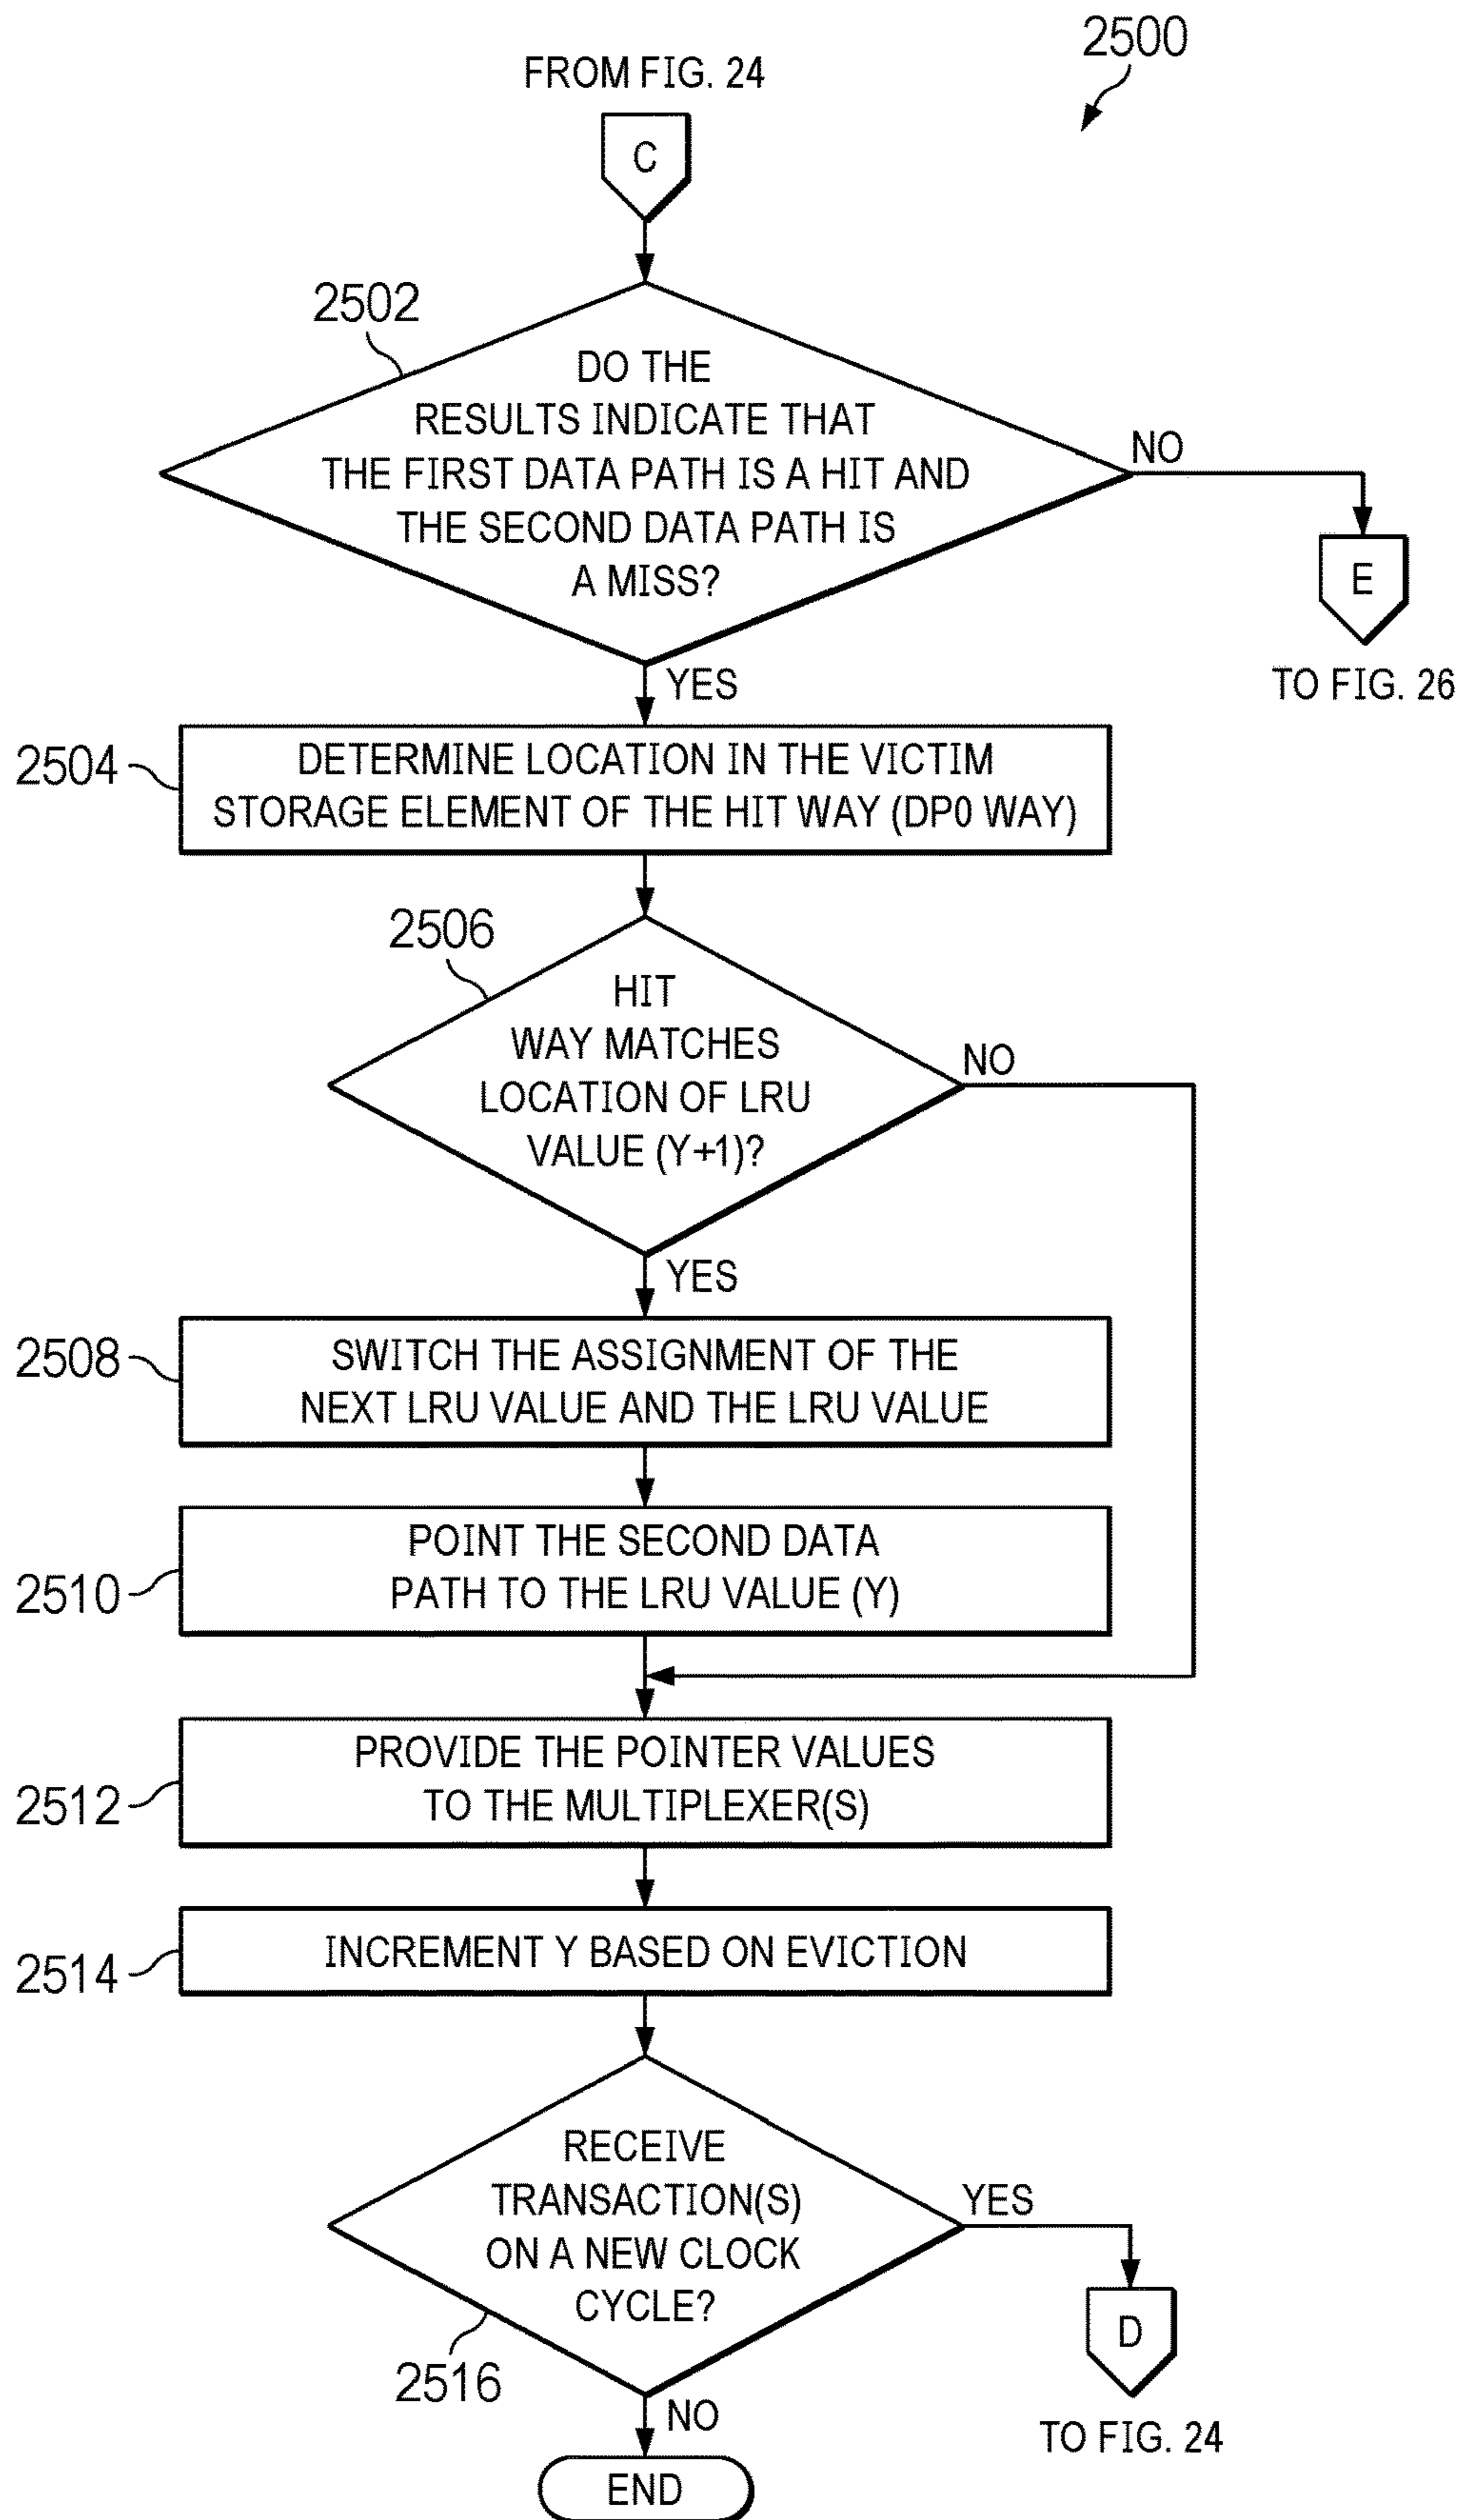 2500
FROM FIG. 24
C
2502
DO THE
RESULTS INDICATE THAT
THE FIRST DATA PATH IS A HIT AND
THE SECOND DATA PATH IS
A MISS?
NO
E
TO FIG. 26
YES
2504
DETERMINE LOCATION IN THE VICTIM
STORAGE ELEMENT OF THE HIT WAY (DP0 WAY)
2506
HIT
WAY MATCHES
LOCATION OF LRU
VALUE (Y+1)?
NO
YES
2508
SWITCH THE ASSIGNMENT OF THE
NEXT LRU VALUE AND THE LRU VALUE
2510
POINT THE SECOND DATA
PATH TO THE LRU VALUE (Y)
2512
PROVIDE THE POINTER VALUES
TO THE MULTIPLEXER(S)
2514
INCREMENT Y BASED ON EVICTION
RECEIVE
TRANSACTION(S)
ON A NEW CLOCK
CYCLE?
YES
2516
D
TO FIG. 24
NO
END